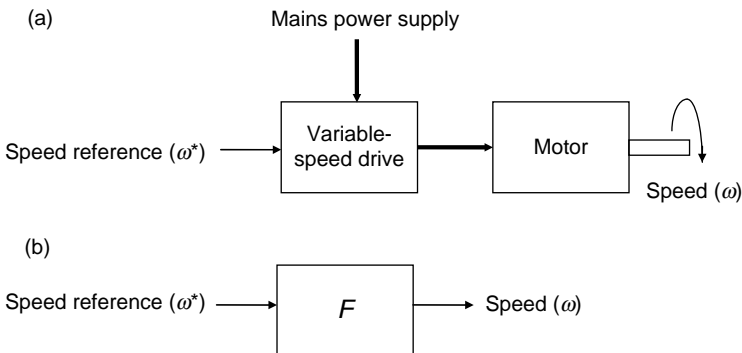 (a)
Mains power supply
Speed reference (ω*)
Variable-
speed drive
Motor
Speed (ω)
(b)
Speed reference (ω*)
F
Speed (ω)